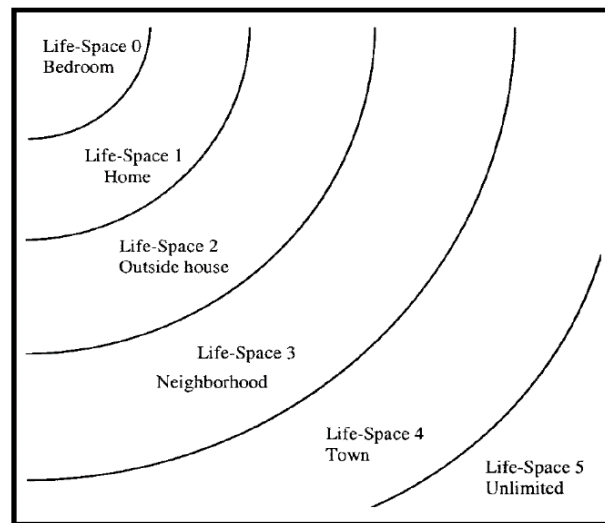 Life-Space 0
Bedroom
Life-Space 1
Home
Life-Space 2
Outside house
Life-Space 3
Neighborhood
Life-Space 4
Town
Life-Space 5
Unlimited